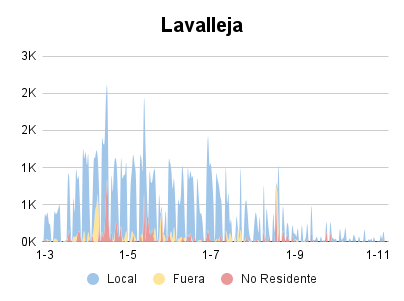 Lavalleja
3K
2K
2K
1K
1K
0K
1-3 1-5 1-7 1-9 1-11
Local Fuera No Residente